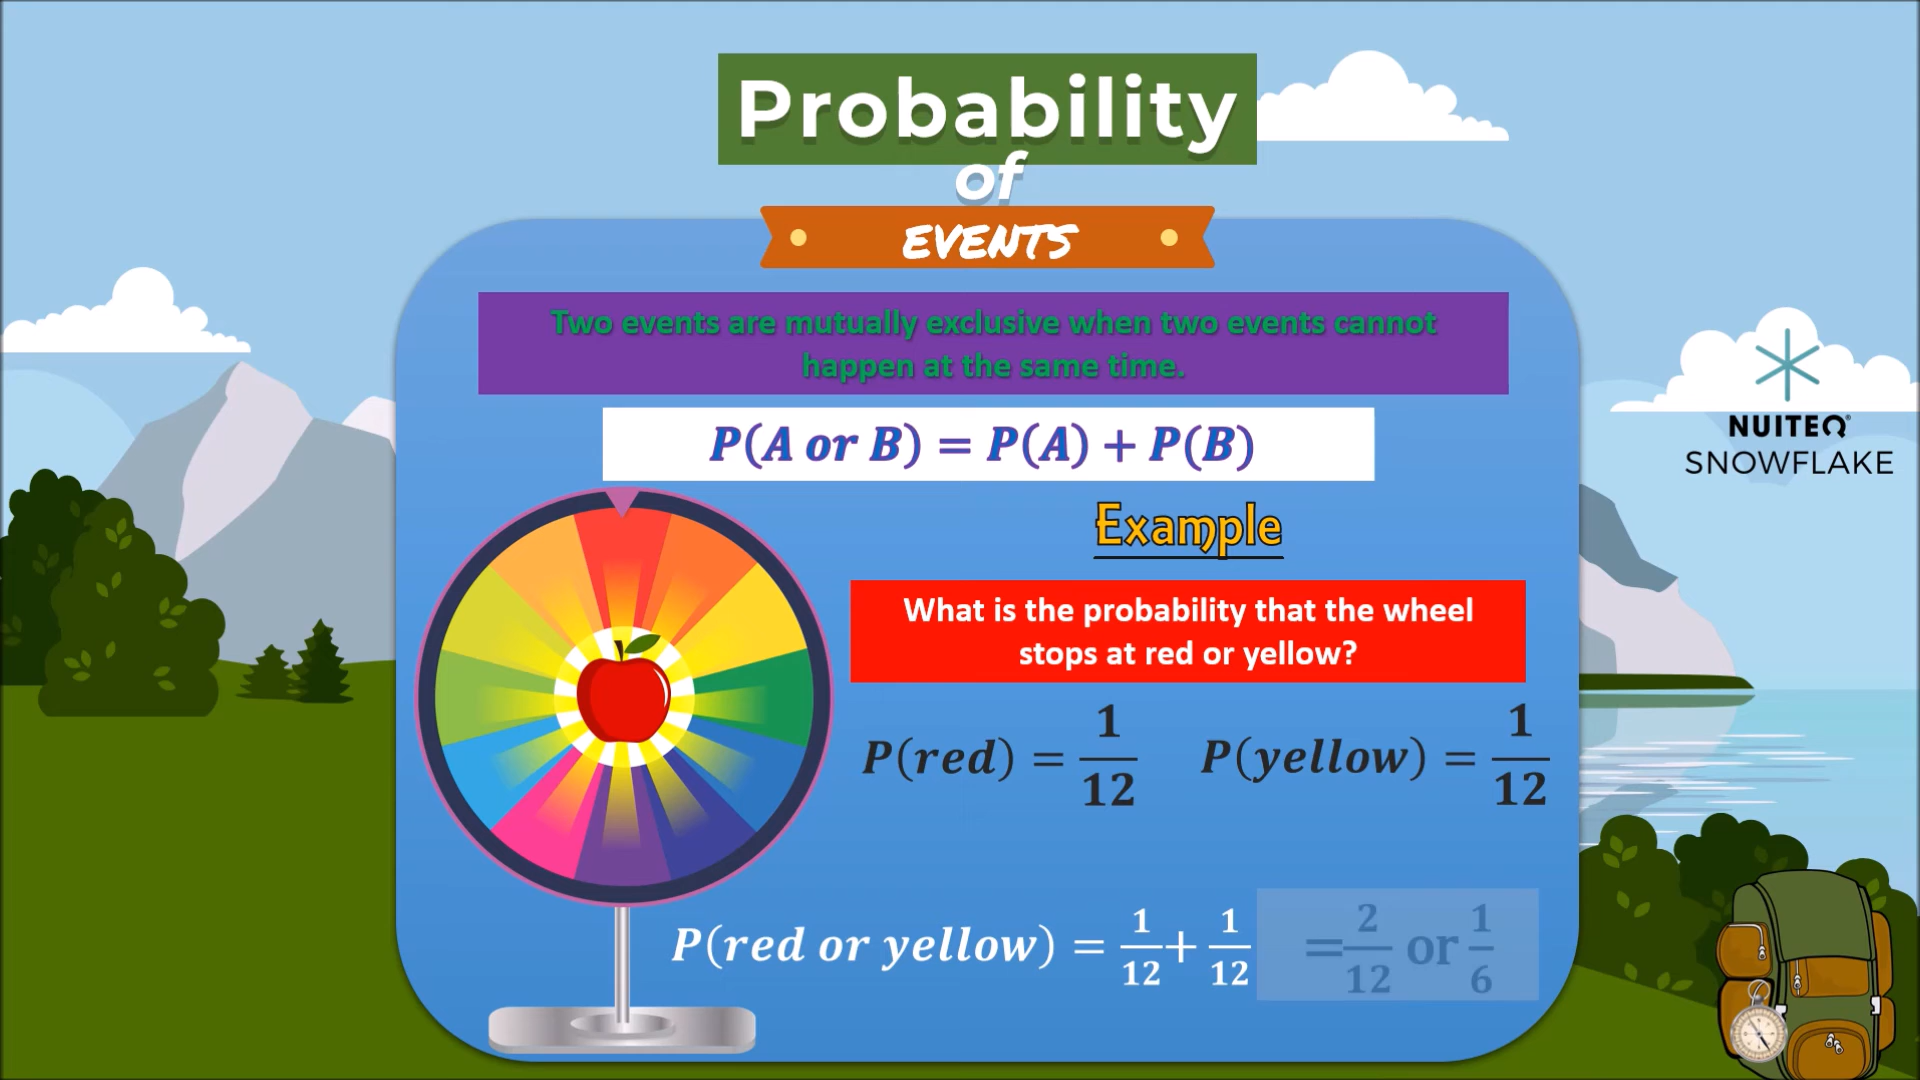 Probability
of
EVENTS
Two events are mutually exclusive when two events cannot
happen at the same time.
P(A or B) = P(A) + P(B)
NUITEQ®
SNOWFLAKE
Example
What is the probability that the wheel
stops at red or yellow?
P(red) = 1/12 P(yellow) = 1/12
P(red or yellow) = 1/12 + 1/12 = 2/12 or 1/6